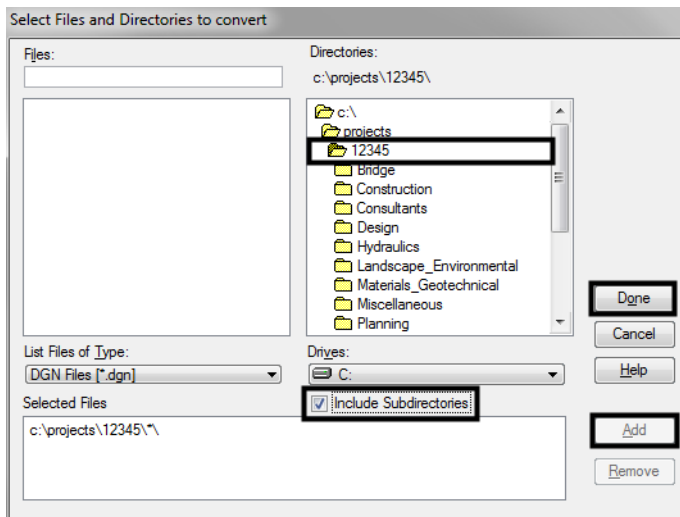 Select Files and Directories to convert
Files:
Directories:
c:\projects\12345\
c:\
projects
12345
Bridge
Construction
Consultants
Design
Hydraulics
Landscape_Environmental
Materials_Geotechnical
Miscellaneous
Planning
Done
Cancel
Help
List Files of Type:
DGN Files [*.dgn]
Drives:
C:
Include Subdirectories
Selected Files
c:\projects\12345\*\
Add
Remove